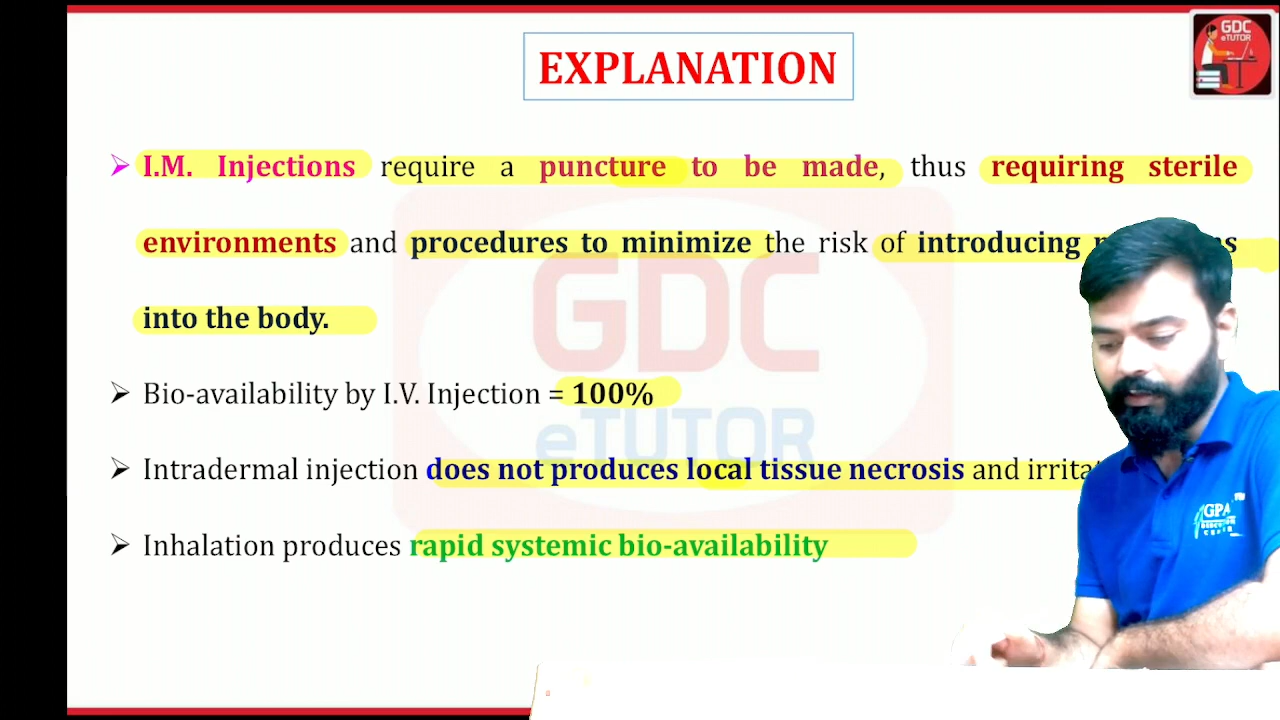 EXPLANATION
GDC
eTUTOR
➢ I.M. Injections require a puncture to be made, thus requiring sterile
environments and procedures to minimize the risk of introducing
into the body.
GDC
➢ Bio-availability by I.V. Injection = 100%
eTUTOR
➢ Intradermal injection does not produces local tissue necrosis and
➢ Inhalation produces rapid systemic bio-availability
GPA